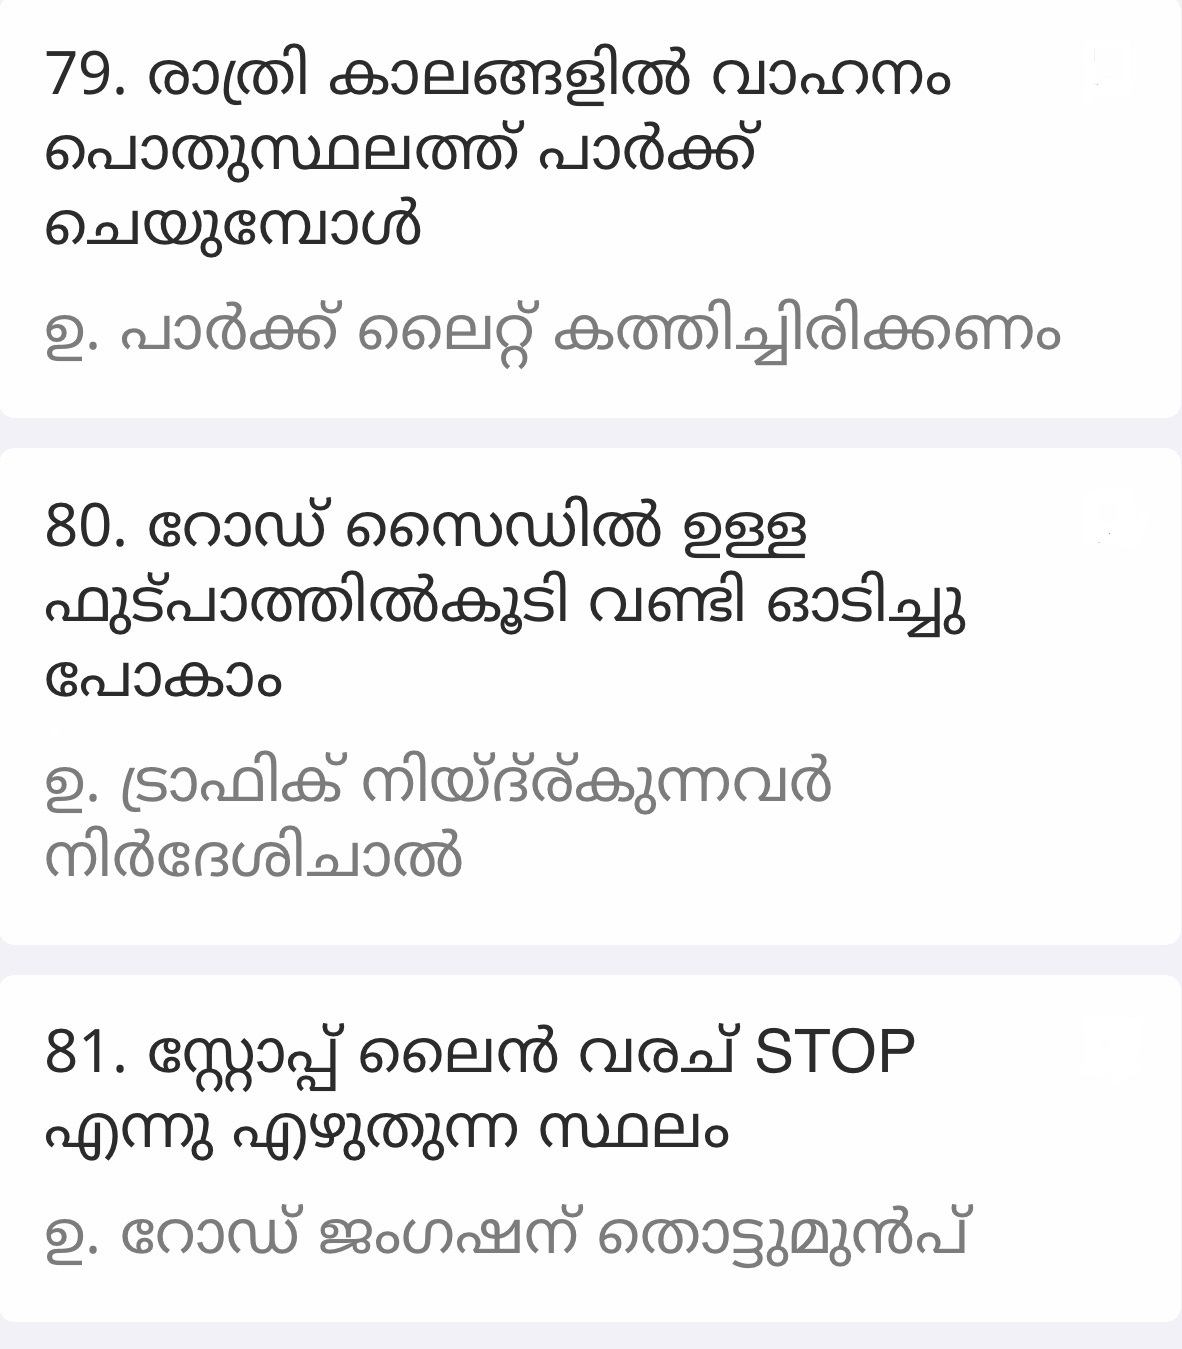 79. രാത്രി കാലങ്ങളിൽ വാഹനം
പൊതുസ്ഥലത്ത് പാർക്ക്
ചെയുമ്പോൾ
ഉ. പാർക്ക് ലൈറ്റ് കത്തിച്ചിരിക്കണം
80. റോഡ് സൈഡിൽ ഉള്ള
ഫുട്പാത്തിൽകൂടി വണ്ടി ഓടിച്ചു
പോകാം
ഉ. ട്രാഫിക് നിയ്ദ്ര്കുന്നവർ
നിർദേശിചാൽ
81. സ്റ്റോപ്പ് ലൈൻ വരച് STOP
എന്നു എഴുതുന്ന സ്ഥലം
ഉ. റോഡ് ജംഗഷന് തൊട്ടുമുൻപ്